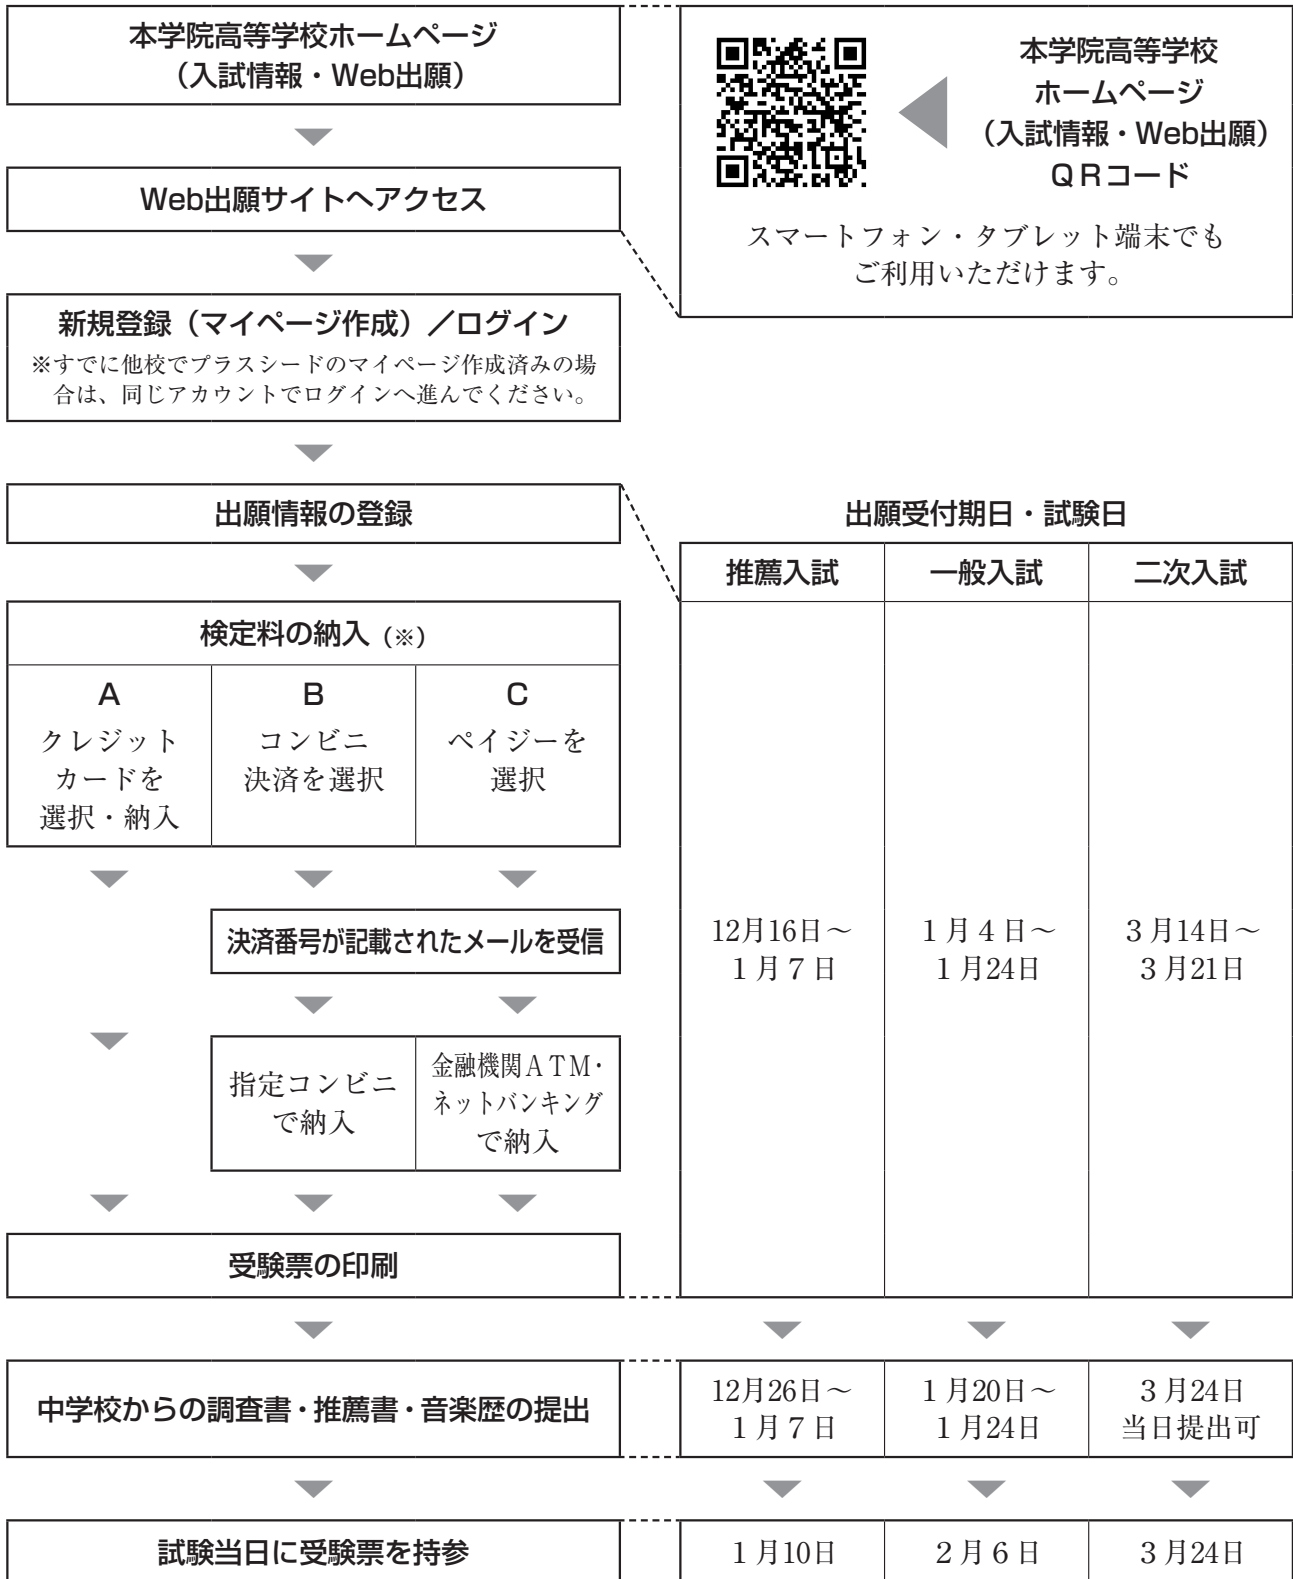 本学院高等学校ホームページ
（入試情報・Web出願）
本学院高等学校
ホームページ
（入試情報・Web出願）
ＱＲコード
スマートフォン・タブレット端末でも
ご利用いただけます。
Web出願サイトへアクセス
新規登録（マイページ作成）／ログイン
※すでに他校でプラスシードのマイページ作成済みの場
合は、同じアカウントでログインへ進んでください。
出願情報の登録
検定料の納入（※）
A
クレジット
カードを
選択・納入
B
コンビニ
決済を選択
C
ペイジーを
選択
決済番号が記載されたメールを受信
指定コンビニ
で納入
金融機関ＡＴＭ・
ネットバンキング
で納入
受験票の印刷
中学校からの調査書・推薦書・音楽歴の提出
試験当日に受験票を持参
出願受付期日・試験日
推薦入試
一般入試
二次入試
12月16日～
１月７日
１月４日～
１月24日
３月14日～
３月21日
12月26日～
１月７日
１月20日～
１月24日
３月24日
当日提出可
１月10日
２月６日
３月24日